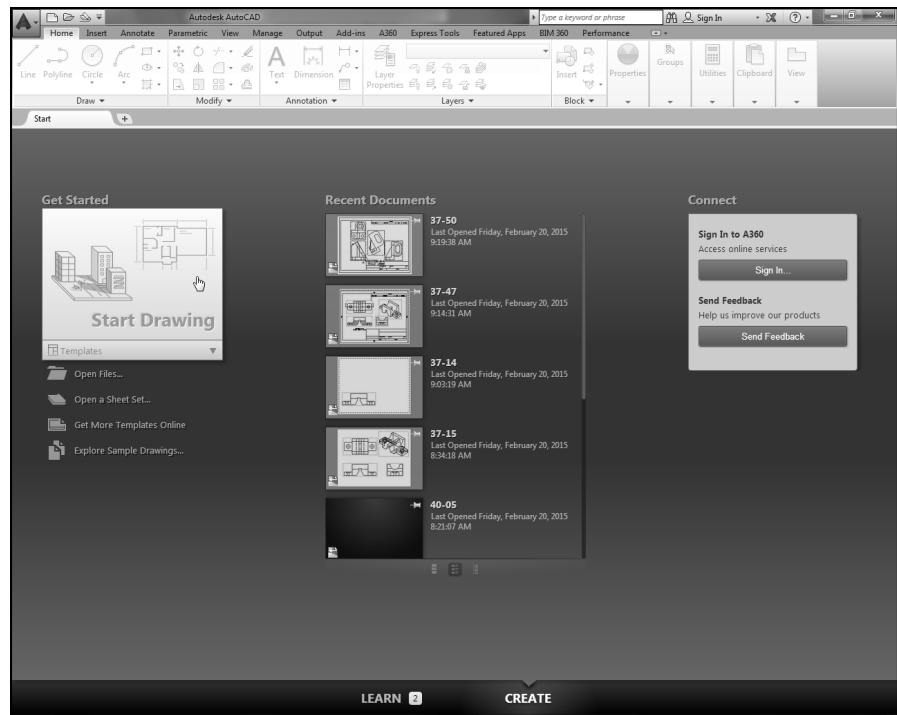 Autodesk AutoCAD
Type a keyword or phrase
Sign In
Home Insert Annotate Parametric View Manage Output Add-ins A360 Express Tools Featured Apps BIM 360 Performance
Line Polyline Circle Arc
Text Dimension
Layer
Properties
Insert
Properties
Groups
Utilities
Clipboard
View
Draw
Modify
Annotation
Layers
Block
Start
Get Started
Start Drawing
Templates
Open Files...
Open a Sheet Set...
Get More Templates Online
Explore Sample Drawings...
Recent Documents
37-50
Last Opened Friday, February 20, 2015
9:19:38 AM
37-47
Last Opened Friday, February 20, 2015
9:14:31 AM
37-14
Last Opened Friday, February 20, 2015
9:03:19 AM
37-15
Last Opened Friday, February 20, 2015
8:34:18 AM
40-05
Last Opened Friday, February 20, 2015
8:21:07 AM
Connect
Sign In to A360
Access online services
Sign In...
Send Feedback
Help us improve our products
Send Feedback
LEARN 2
CREATE